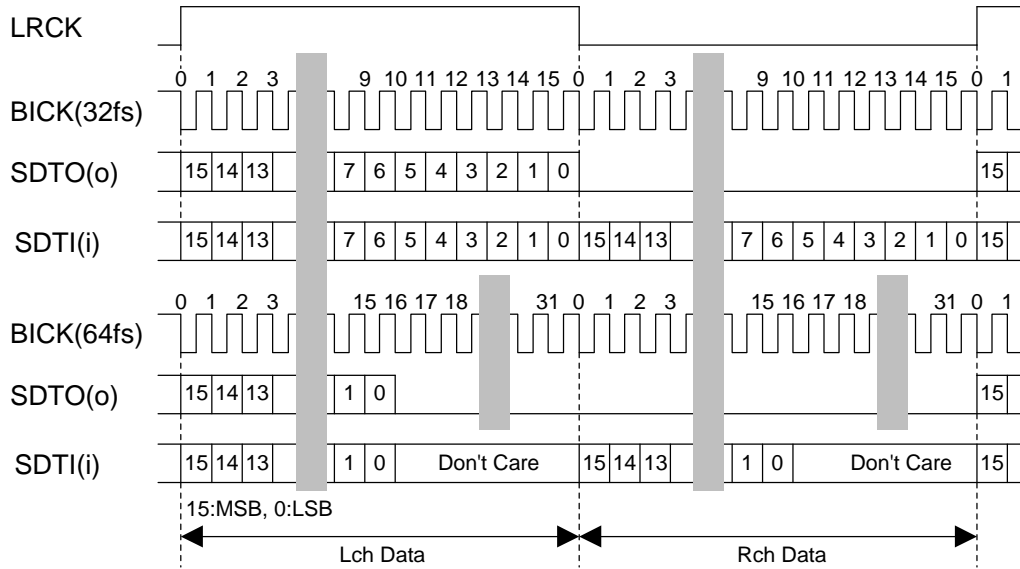 LRCK
0 1 2 3 9 10 11 12 13 14 15 0 1 2 3 9 10 11 12 13 14 15 0 1
BICK(32fs)
SDTO(o) 15 14 13 7 6 5 4 3 2 1 0 15
SDTI(i) 15 14 13 7 6 5 4 3 2 1 0 15 14 13 7 6 5 4 3 2 1 0 15
0 1 2 3 15 16 17 18 31 0 1 2 3 15 16 17 18 31 0 1
BICK(64fs)
SDTO(o) 15 14 13 1 0 15
SDTI(i) 15 14 13 1 0 Don't Care 15 14 13 1 0 Don't Care 15
15:MSB, 0:LSB
Lch Data Rch Data